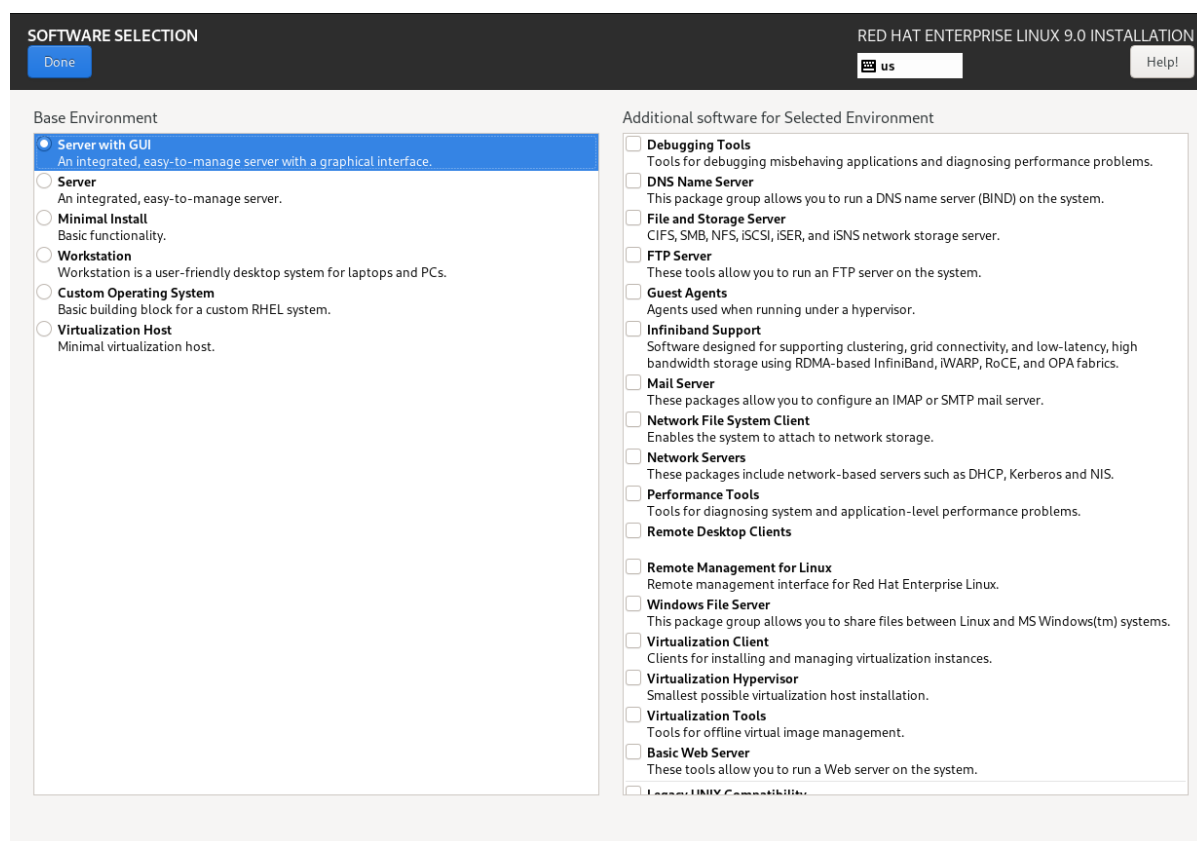 SOFTWARE SELECTION
RED HAT ENTERPRISE LINUX 9.0 INSTALLATION
Done
us
Help!
Base Environment
Server with GUI
An integrated, easy-to-manage server with a graphical interface.
Server
An integrated, easy-to-manage server.
Minimal Install
Basic functionality.
Workstation
Workstation is a user-friendly desktop system for laptops and PCs.
Custom Operating System
Basic building block for a custom RHEL system.
Virtualization Host
Minimal virtualization host.
Additional software for Selected Environment
Debugging Tools
Tools for debugging misbehaving applications and diagnosing performance problems.
DNS Name Server
This package group allows you to run a DNS name server (BIND) on the system.
File and Storage Server
CIFS, SMB, NFS, iSCSI, iSER, and iSNS network storage server.
FTP Server
These tools allow you to run an FTP server on the system.
Guest Agents
Agents used when running under a hypervisor.
Infiniband Support
Software designed for supporting clustering, grid connectivity, and low-latency, high
bandwidth storage using RDMA-based InfiniBand, iWARP, RoCE, and OPA fabrics.
Mail Server
These packages allow you to configure an IMAP or SMTP mail server.
Network File System Client
Enables the system to attach to network storage.
Network Servers
These packages include network-based servers such as DHCP, Kerberos and NIS.
Performance Tools
Tools for diagnosing system and application-level performance problems.
Remote Desktop Clients
Remote Management for Linux
Remote management interface for Red Hat Enterprise Linux.
Windows File Server
This package group allows you to share files between Linux and MS Windows(tm) systems.
Virtualization Client
Clients for installing and managing virtualization instances.
Virtualization Hypervisor
Smallest possible virtualization host installation.
Virtualization Tools
Tools for offline virtual image management.
Basic Web Server
These tools allow you to run a Web server on the system.
Legacy UNIX Compatibility